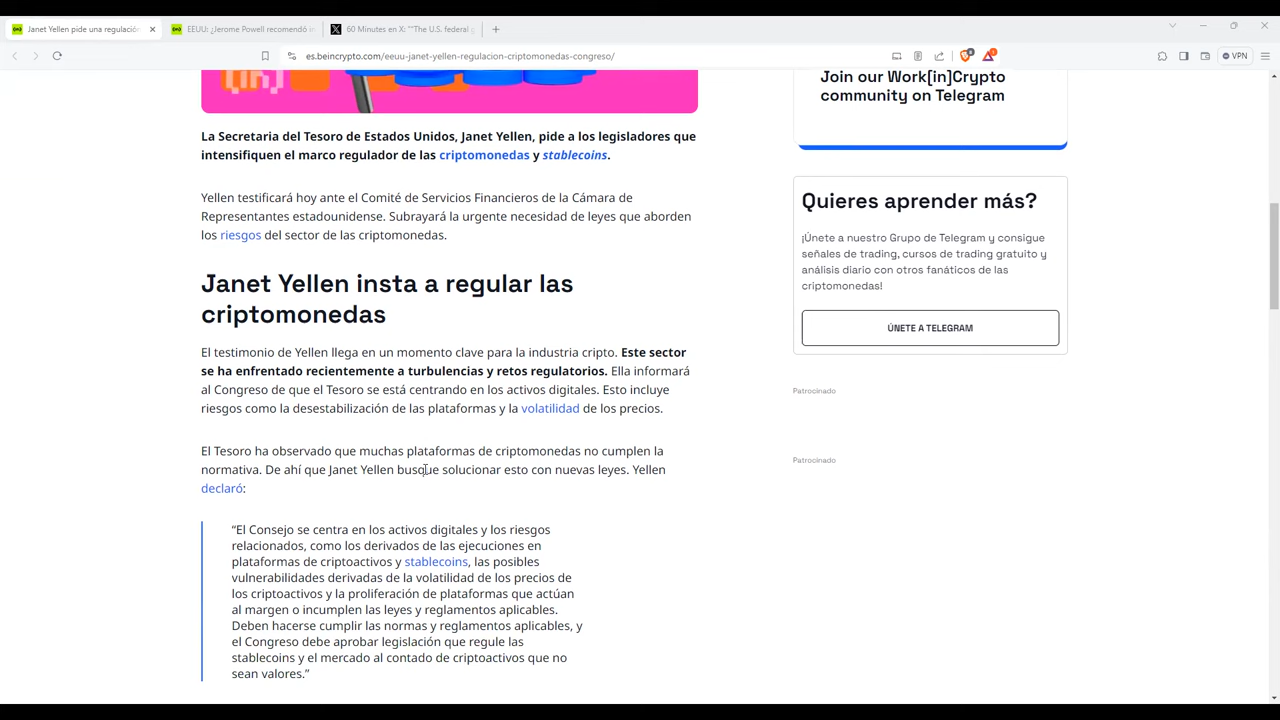 Janet Yellen pide una regulación
EEUU: ¿Jerome Powell recomendó
60 Minutes en X: "The U.S. federal
es.beincrypto.com/eeuu-janet-yellen-regulacion-criptomonedas-congreso/
VPN
Join our Work[in]Crypto
community on Telegram
La Secretaria del Tesoro de Estados Unidos, Janet Yellen, pide a los legisladores que
intensifiquen el marco regulador de las criptomonedas y stablecoins.
Yellen testificará hoy ante el Comité de Servicios Financieros de la Cámara de
Representantes estadounidense. Subrayará la urgente necesidad de leyes que aborden
los riesgos del sector de las criptomonedas.
Janet Yellen insta a regular las
criptomonedas
El testimonio de Yellen llega en un momento clave para la industria cripto. Este sector
se ha enfrentado recientemente a turbulencias y retos regulatorios. Ella informará
al Congreso de que el Tesoro se está centrando en los activos digitales. Esto incluye
riesgos como la desestabilización de las plataformas y la volatilidad de los precios.
El Tesoro ha observado que muchas plataformas de criptomonedas no cumplen la
normativa. De ahí que Janet Yellen busque solucionar esto con nuevas leyes. Yellen
declaró:
“El Consejo se centra en los activos digitales y los riesgos
relacionados, como los derivados de las ejecuciones en
plataformas de criptoactivos y stablecoins, las posibles
vulnerabilidades derivadas de la volatilidad de los precios de
los criptoactivos y la proliferación de plataformas que actúan
al margen o incumplen las leyes y reglamentos aplicables.
Deben hacerse cumplir las normas y reglamentos aplicables, y
el Congreso debe aprobar legislación que regule las
stablecoins y el mercado al contado de criptoactivos que no
sean valores.”
Quieres aprender más?
¡Únete a nuestro Grupo de Telegram y consigue
señales de trading, cursos de trading gratuito y
análisis diario con otros fanáticos de las
criptomonedas!
ÚNETE A TELEGRAM
Patrocinado
Patrocinado